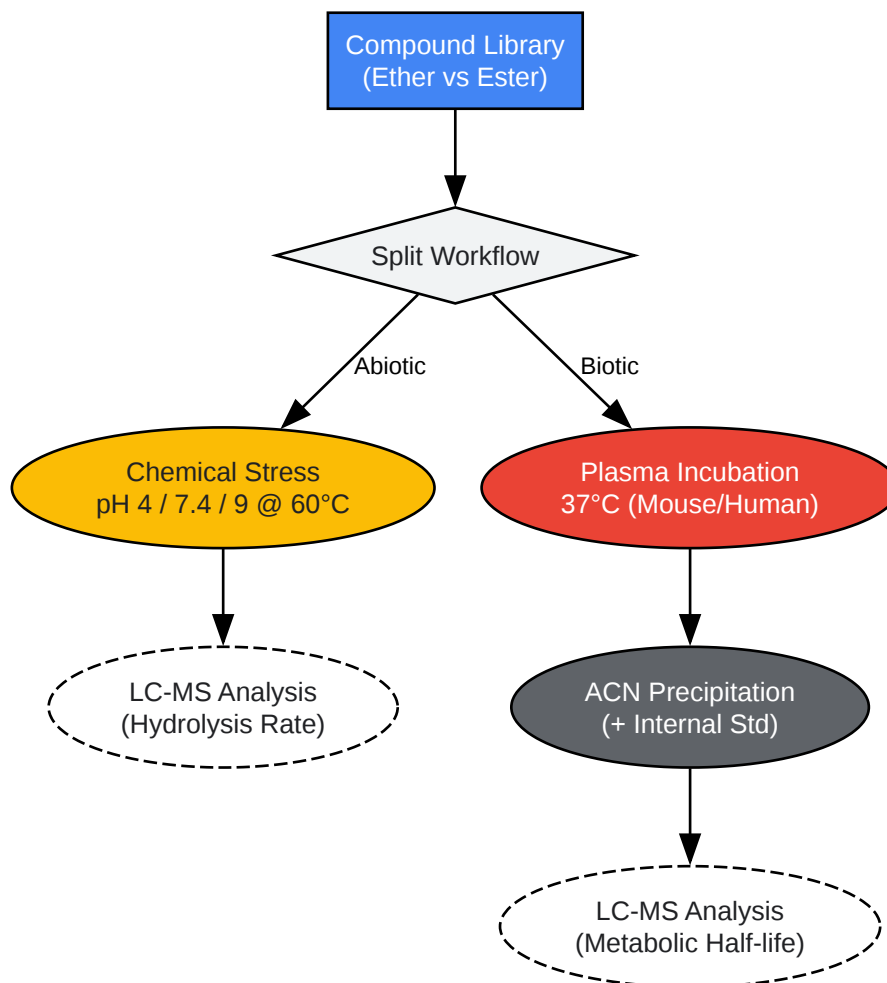 Compound Library
(Ether vs Ester)
Split Workflow
Abiotic
Biotic
Chemical Stress
pH 4 / 7.4 / 9 @ 60°C
Plasma Incubation
37°C (Mouse/Human)
LC-MS Analysis
(Hydrolysis Rate)
ACN Precipitation
(+ Internal Std)
LC-MS Analysis
(Metabolic Half-life)